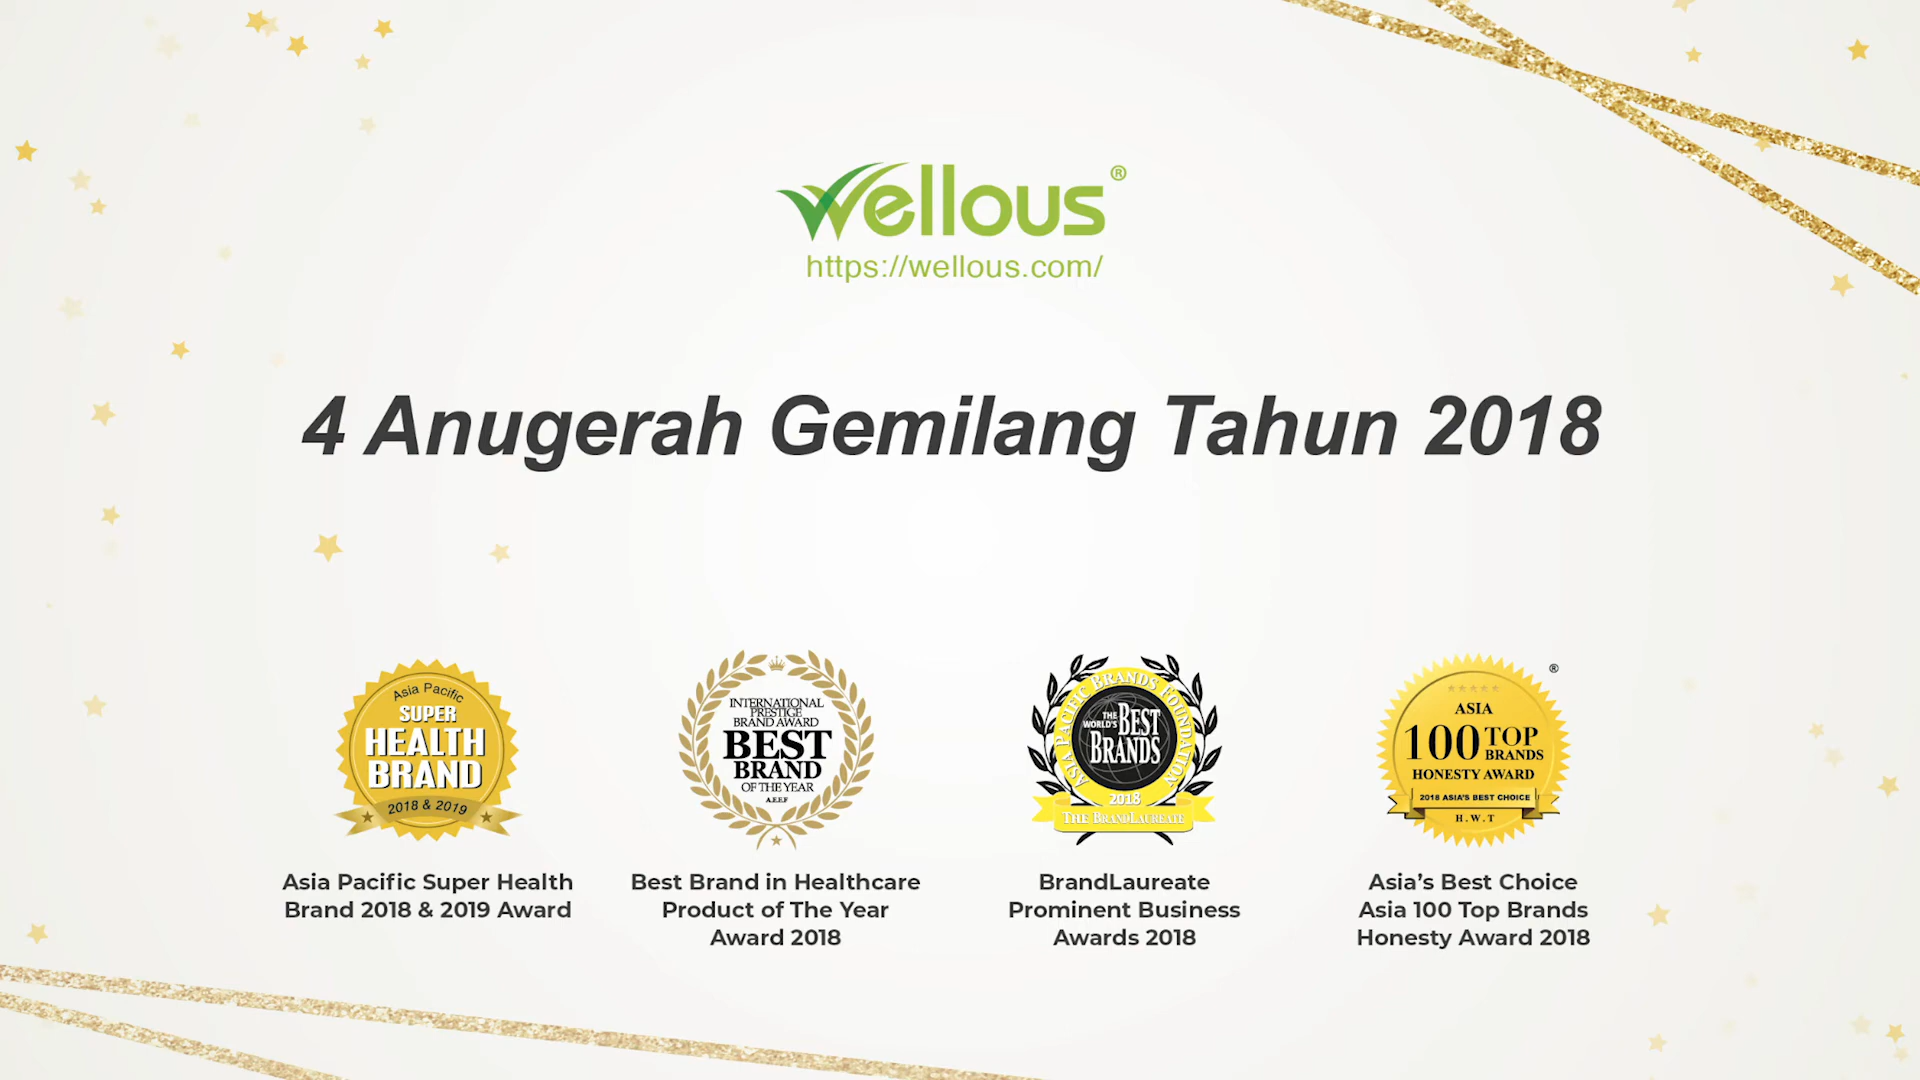 Wellous®
https://wellous.com/
4 Anugerah Gemilang Tahun 2018
Asia Pacific
SUPER
HEALTH
BRAND
2018 & 2019
Asia Pacific Super Health
Brand 2018 & 2019 Award
INTERNATIONAL
PRESTIGE
BRAND AWARD
BEST
BRAND
OF THE YEAR
A.E.E.F
Best Brand in Healthcare
Product of The Year
Award 2018
ASIA PACIFIC BRANDS FOUNDATION
THE WORLD'S BEST
BRANDS
2018
THE BRANDLAUREATE
BrandLaureate
Prominent Business
Awards 2018
®
ASIA
100 TOP BRANDS
HONESTY AWARD
2018 ASIA'S BEST CHOICE
H.W.T
Asia's Best Choice
Asia 100 Top Brands
Honesty Award 2018